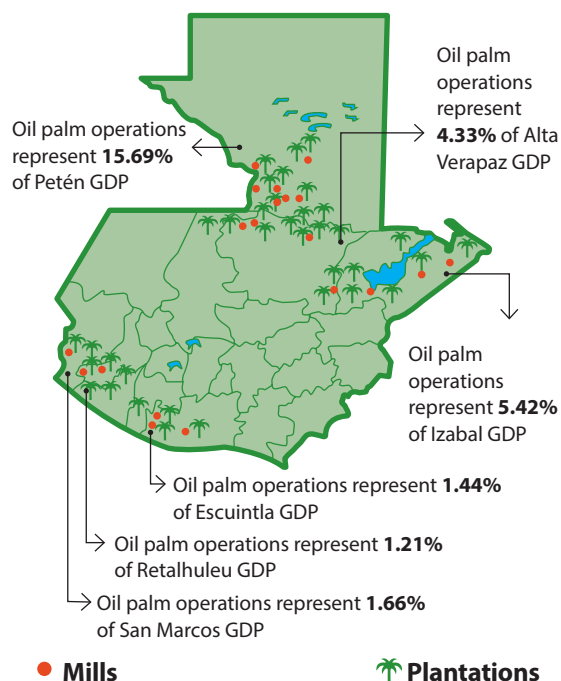 Oil palm
operations
represent
4.33% of Alta
Verapaz GDP
Oil palm operations
represent 15.69%
of Petén GDP
Oil palm
operations
represent 5.42%
of Izabal GDP
Oil palm operations represent 1.44%
of Escuintla GDP
Oil palm operations represent 1.21%
of Retalhuleu GDP
Oil palm operations represent 1.66%
of San Marcos GDP
Mills
Plantations